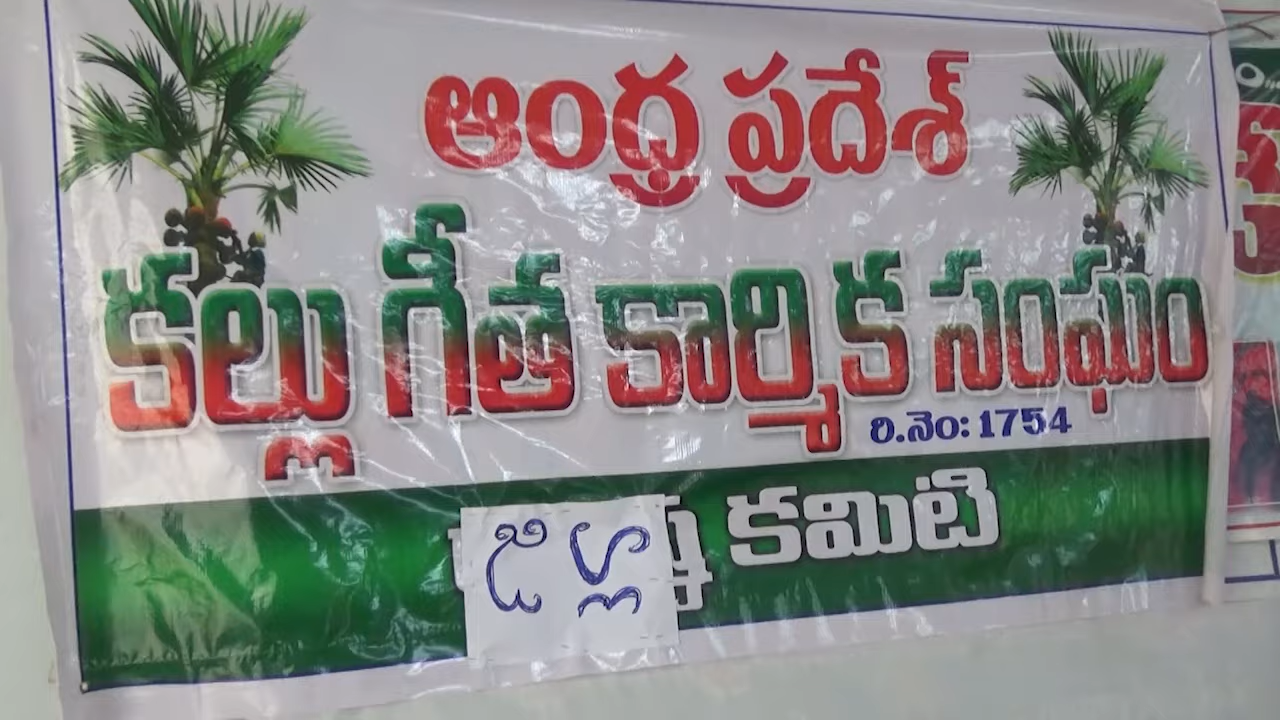 ఆంధ్ర ప్రదేశ్
కల్లు గీత కార్మిక సంఘం
రి.నెం: 1754
జిల్లా కమిటి